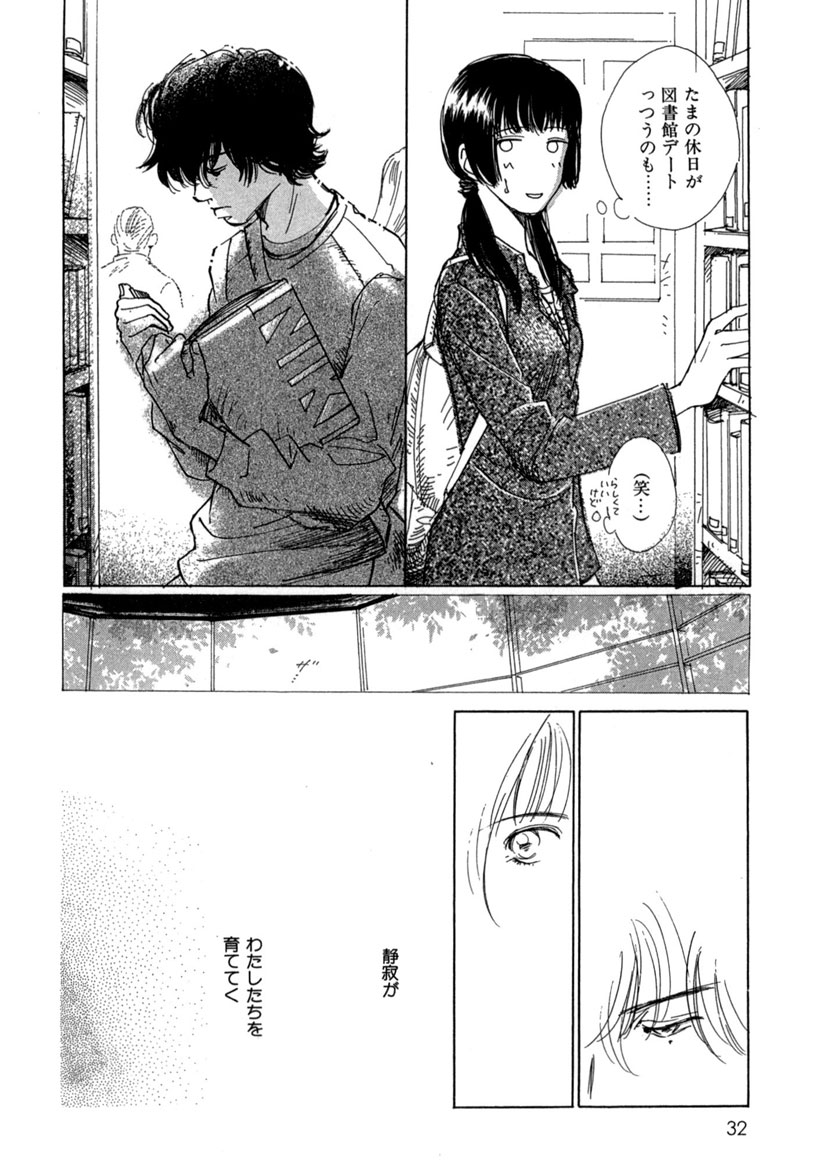 たまの休日が
図書館デート
っつうのも……
(笑…)
らしくて
いい
けど
NIKI
ザ…
静寂が
わたしたちを
育ててく
32